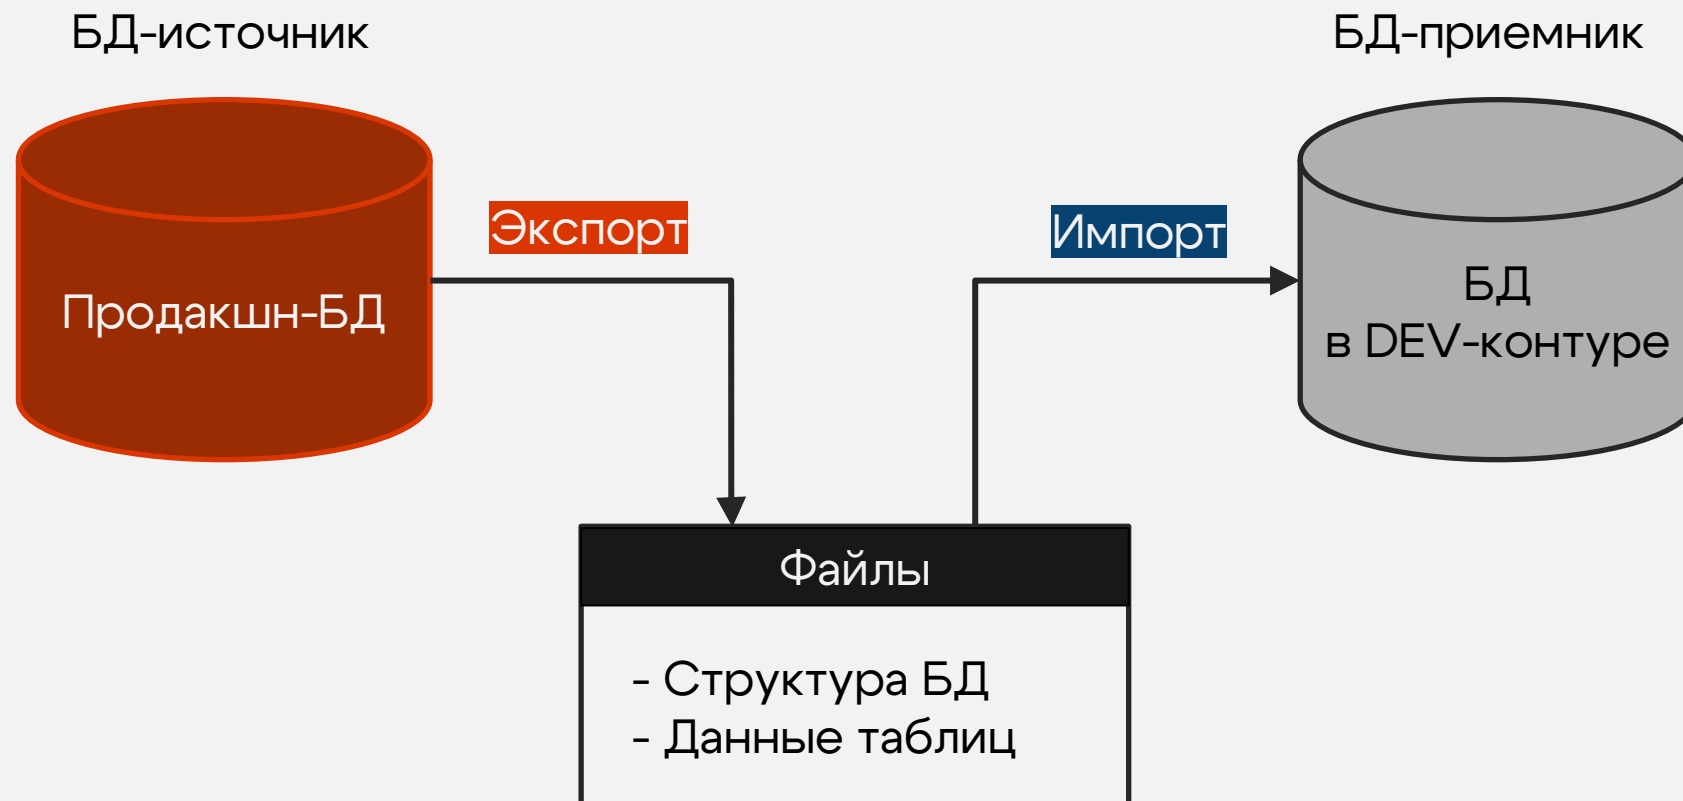 БД-источник
БД-приемник
Продакшн-БД
Экспорт
Импорт
БД
в DEV-контуре
Файлы
- Структура БД
- Данные таблиц